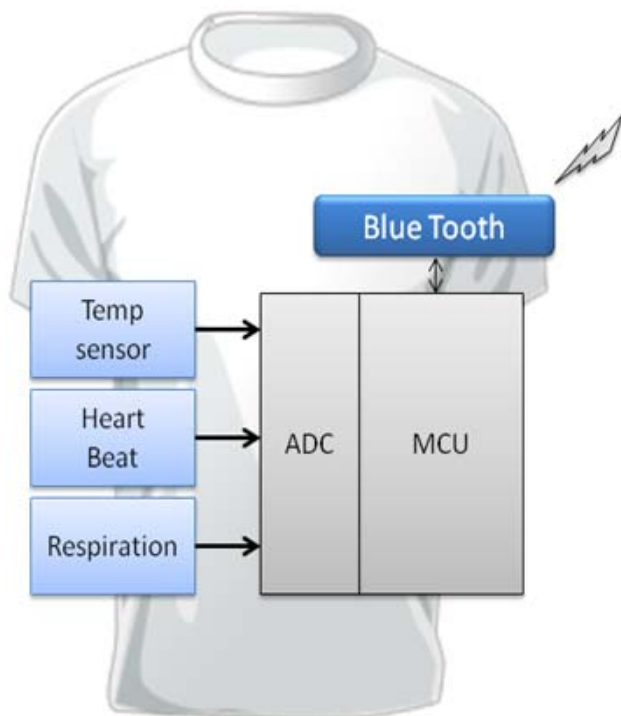 Blue Tooth
Temp
sensor
Heart
Beat
Respiration
ADC
MCU